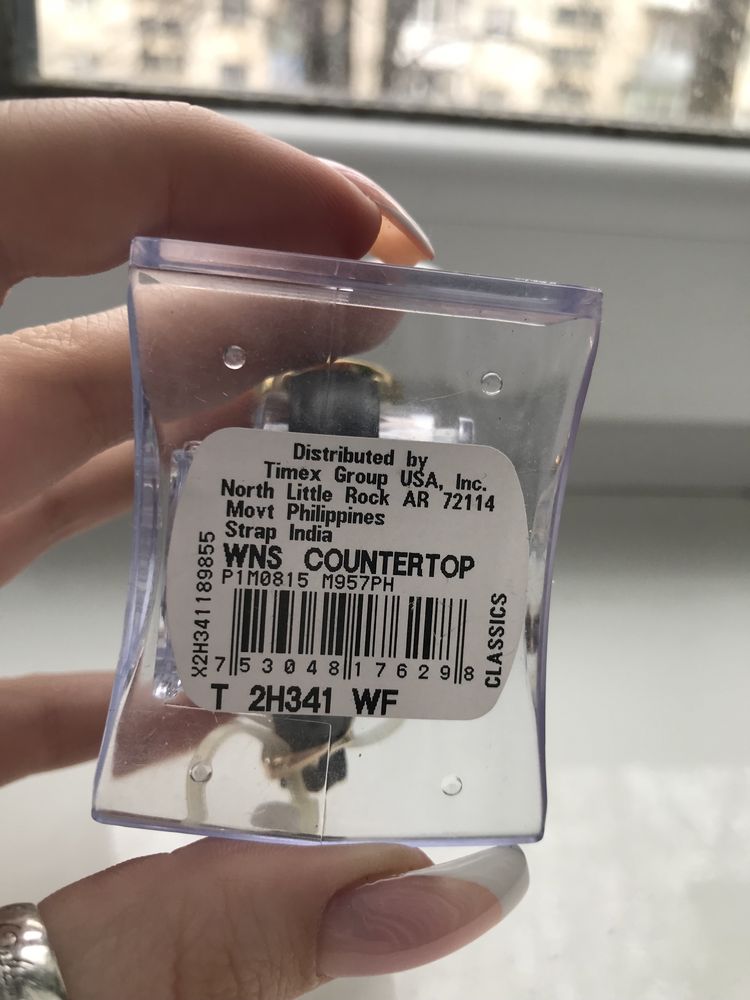 Distributed by
Timex Group USA, Inc.
North Little Rock AR 72114
Movt Philippines
Strap India
WNS COUNTERTOP
P1M0815 M957PH
7 53048 17629 8
T 2H341 WF
X2H341189855
CLASSICS